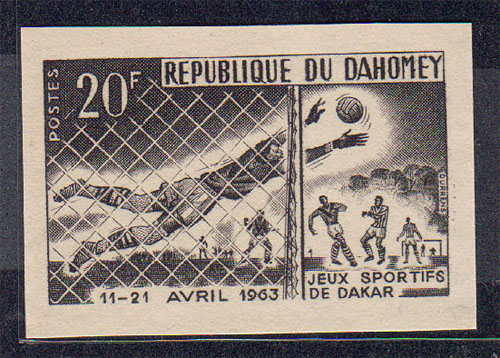 POSTES
20F
REPUBLIQUE DU DAHOMEY
11-21 AVRIL 1963
JEUX SPORTIFS
DE DAKAR